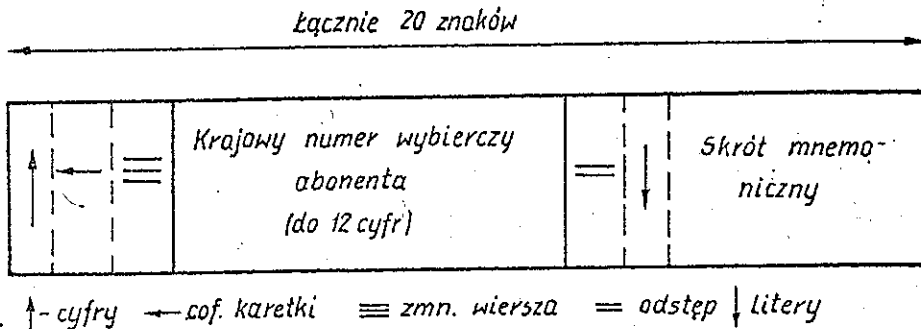 Łącznie 20 znaków
Krajowy numer wybierczy
abonenta
(do 12 cyfr)
Skrót mnemo-
niczny
↑- cyfry ← cof. karetki ≡ zmn. wiersza = odstęp ↓ litery